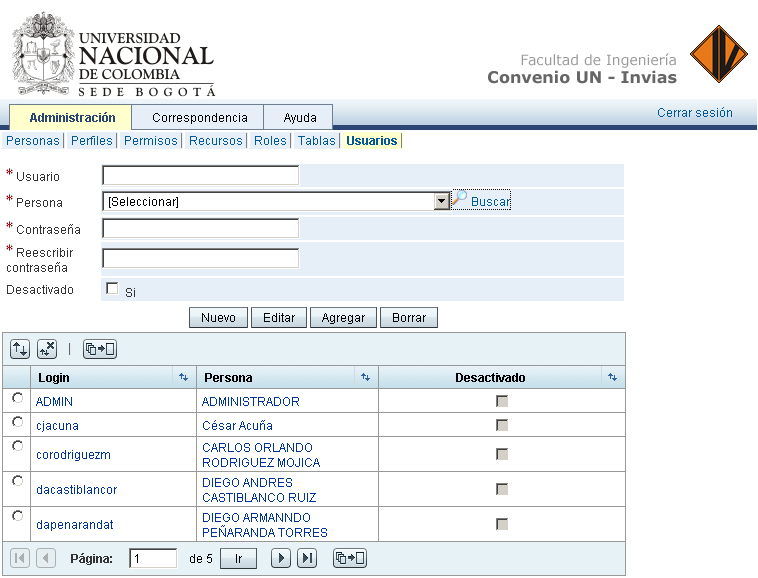 UNIVERSIDAD
NACIONAL
DE COLOMBIA
SEDE BOGOTÁ
Facultad de Ingeniería
Convenio UN - Invias
Administración Correspondencia Ayuda Cerrar sesión
Personas Perfiles Permisos Recursos Roles Tablas Usuarios
* Usuario
* Persona [Seleccionar] Buscar
* Contraseña
* Reescribir
contraseña
Desactivado Si
Nuevo Editar Agregar Borrar
Login Persona Desactivado
ADMIN ADMINISTRADOR
cjacuna César Acuña
corodriguezm CARLOS ORLANDO
RODRIGUEZ MOJICA
dacastiblancor DIEGO ANDRES
CASTIBLANCO RUIZ
dapenarandat DIEGO ARMANNDO
PEÑARANDA TORRES
Página: 1 de 5 Ir